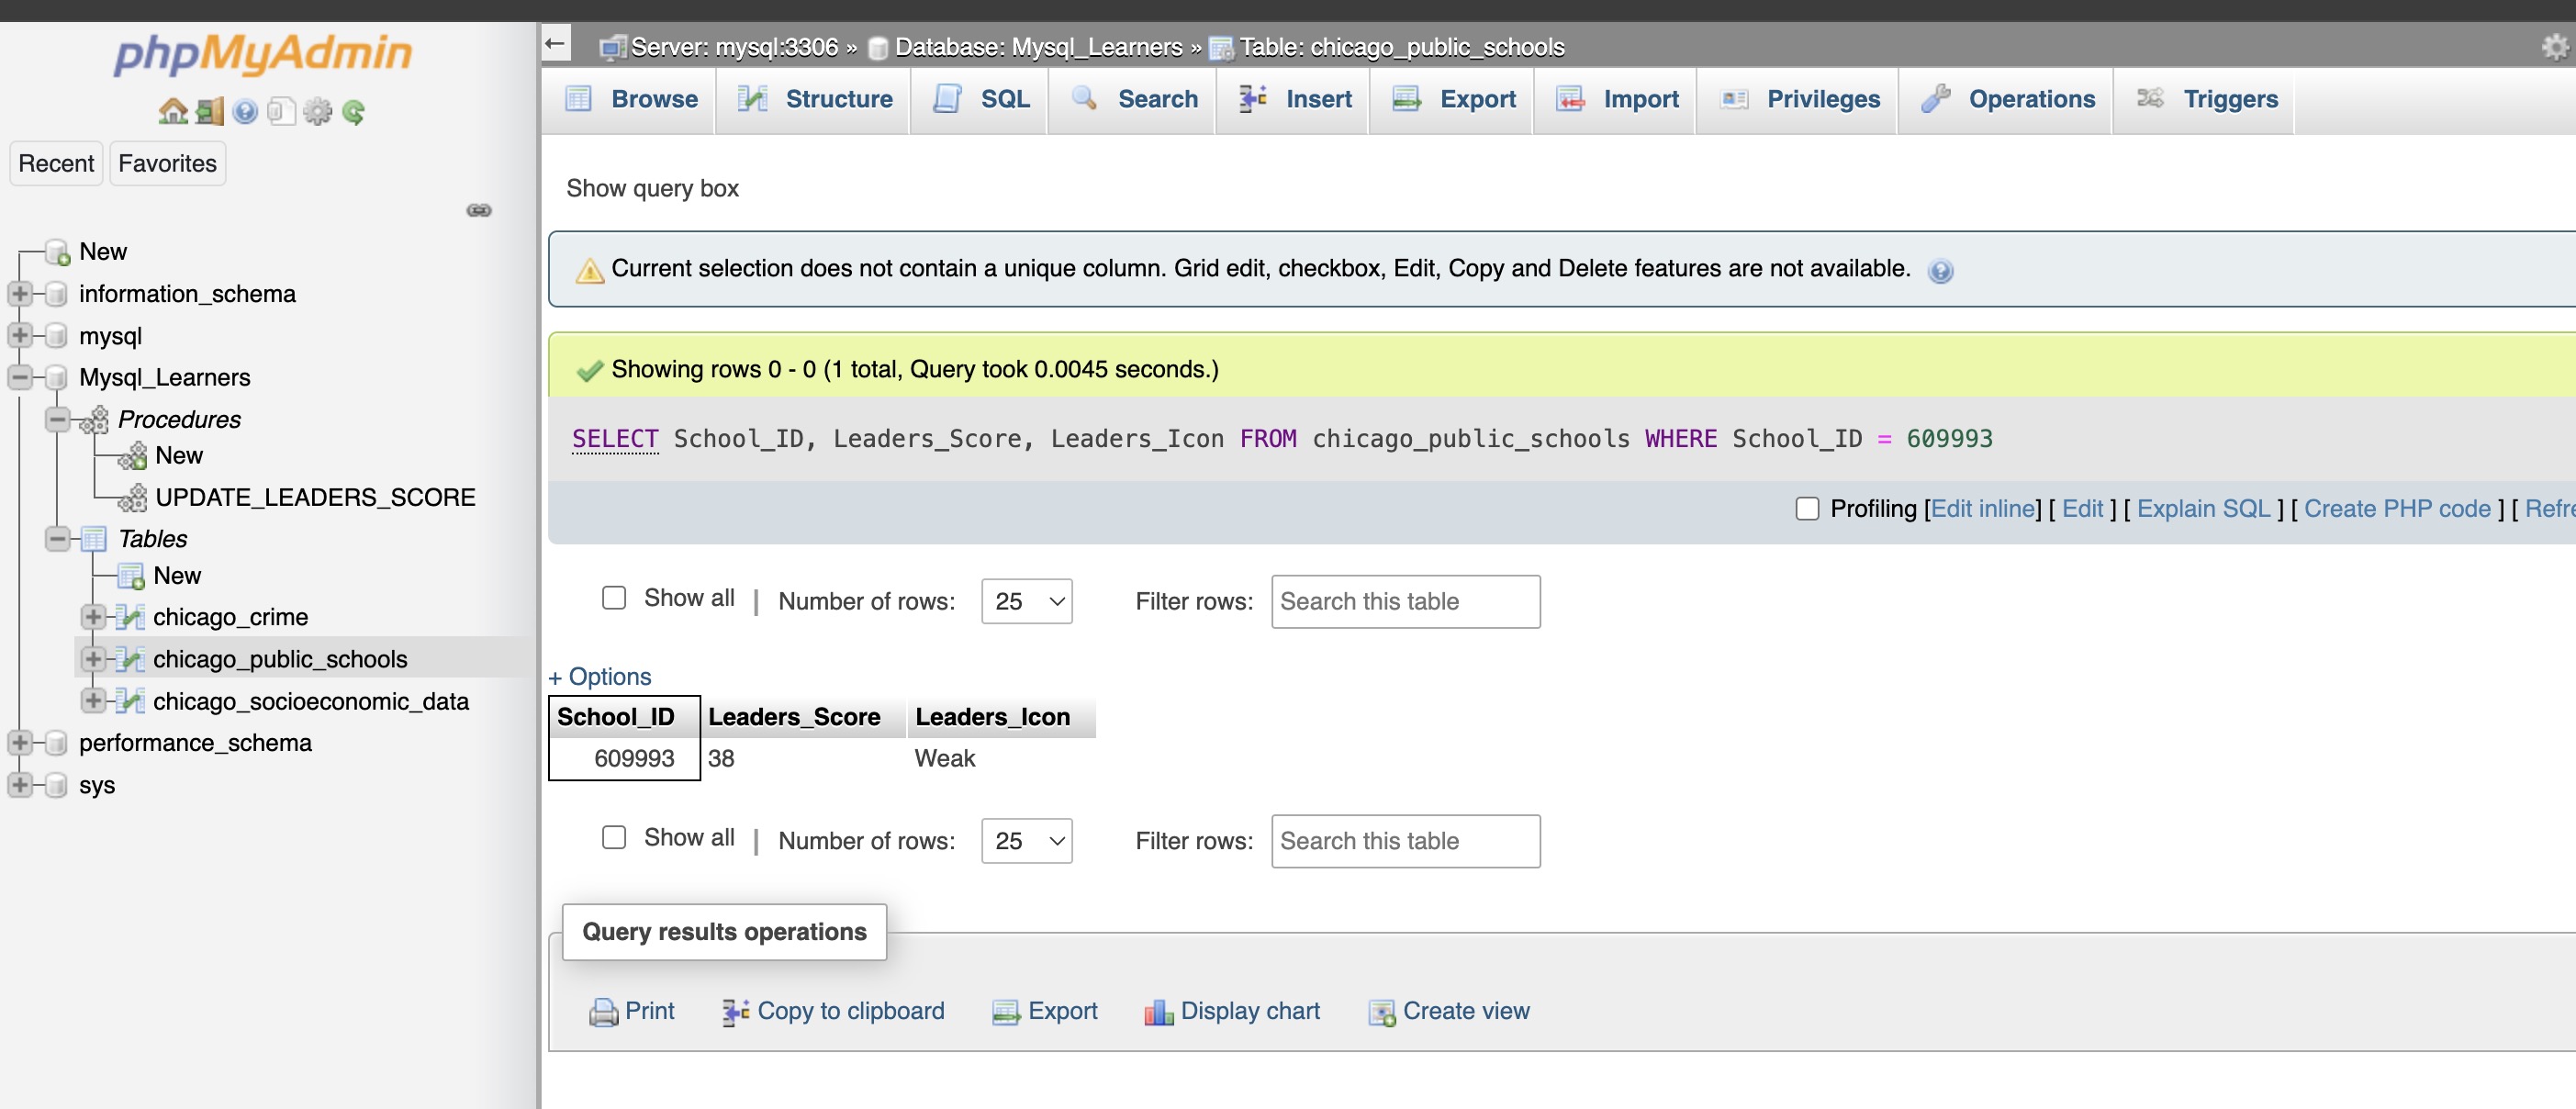 phpMyAdmin
Recent
Favorites
New
information_schema
mysql
Mysql_Learners
Procedures
New
UPDATE_LEADERS_SCORE
Tables
New
chicago_crime
chicago_public_schools
chicago_socioeconomic_data
performance_schema
sys
Server: mysql:3306 » Database: Mysql_Learners » Table: chicago_public_schools
Browse Structure SQL Search Insert Export Import Privileges Operations Triggers
Show query box
Current selection does not contain a unique column. Grid edit, checkbox, Edit, Copy and Delete features are not available.
Showing rows 0 - 0 (1 total, Query took 0.0045 seconds.)
SELECT School_ID, Leaders_Score, Leaders_Icon FROM chicago_public_schools WHERE School_ID = 609993
Profiling [Edit inline] [ Edit ] [ Explain SQL ] [ Create PHP code ] [ Refre
Show all | Number of rows: 25 Filter rows: Search this table
+ Options
School_ID Leaders_Score Leaders_Icon
609993 38 Weak
Show all | Number of rows: 25 Filter rows: Search this table
Query results operations
Print Copy to clipboard Export Display chart Create view